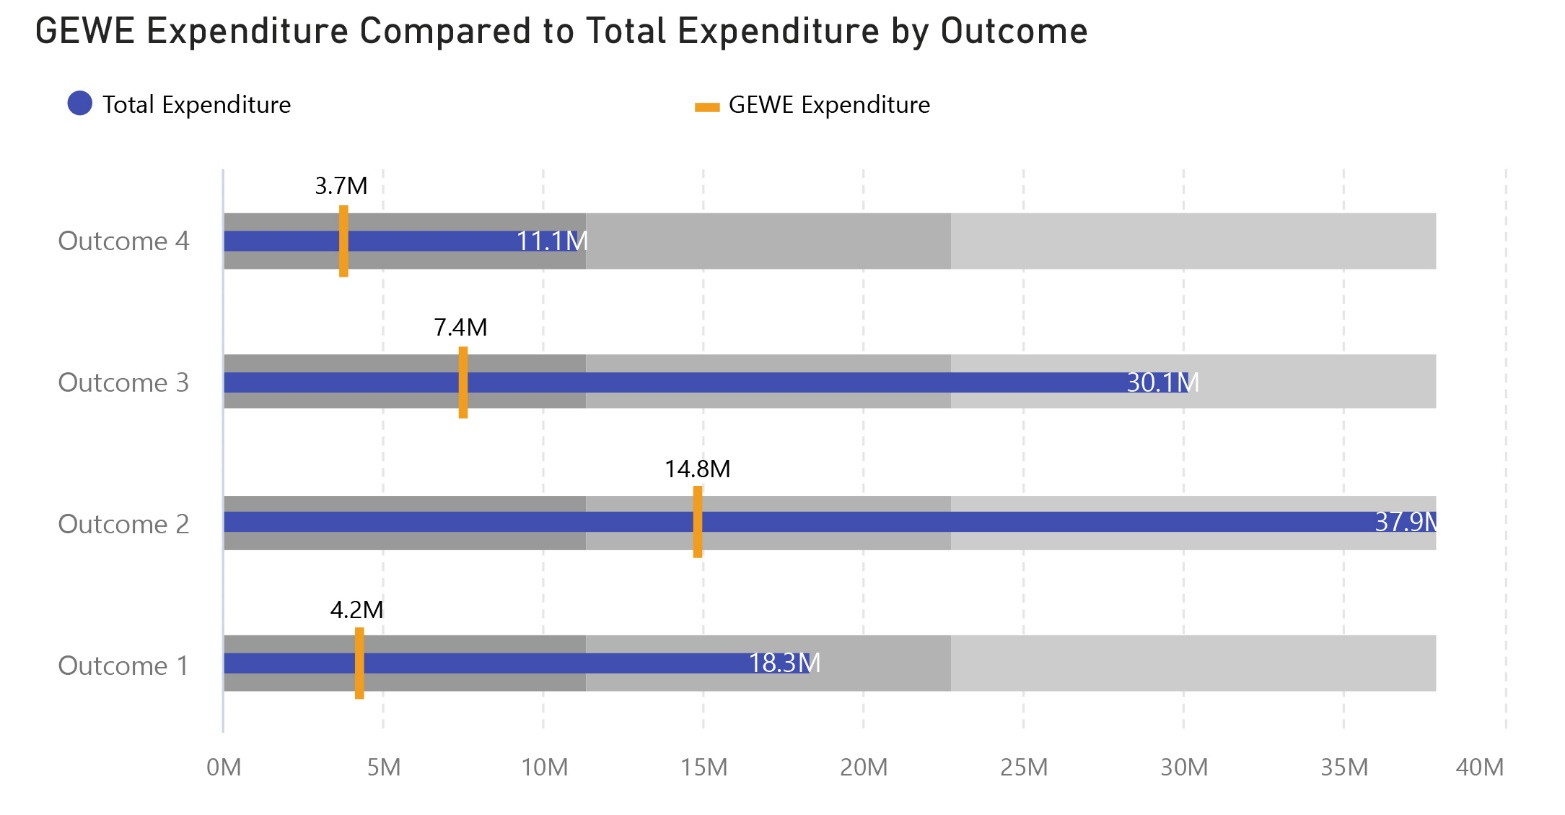 GEWE Expenditure Compared to Total Expenditure by Outcome
Total Expenditure
GEWE Expenditure
3.7M
Outcome 4
11.1M
7.4M
Outcome 3
30.1M
14.8M
Outcome 2
37.9M
4.2M
Outcome 1
18.3M
0M 5M 10M 15M 20M 25M 30M 35M 40M